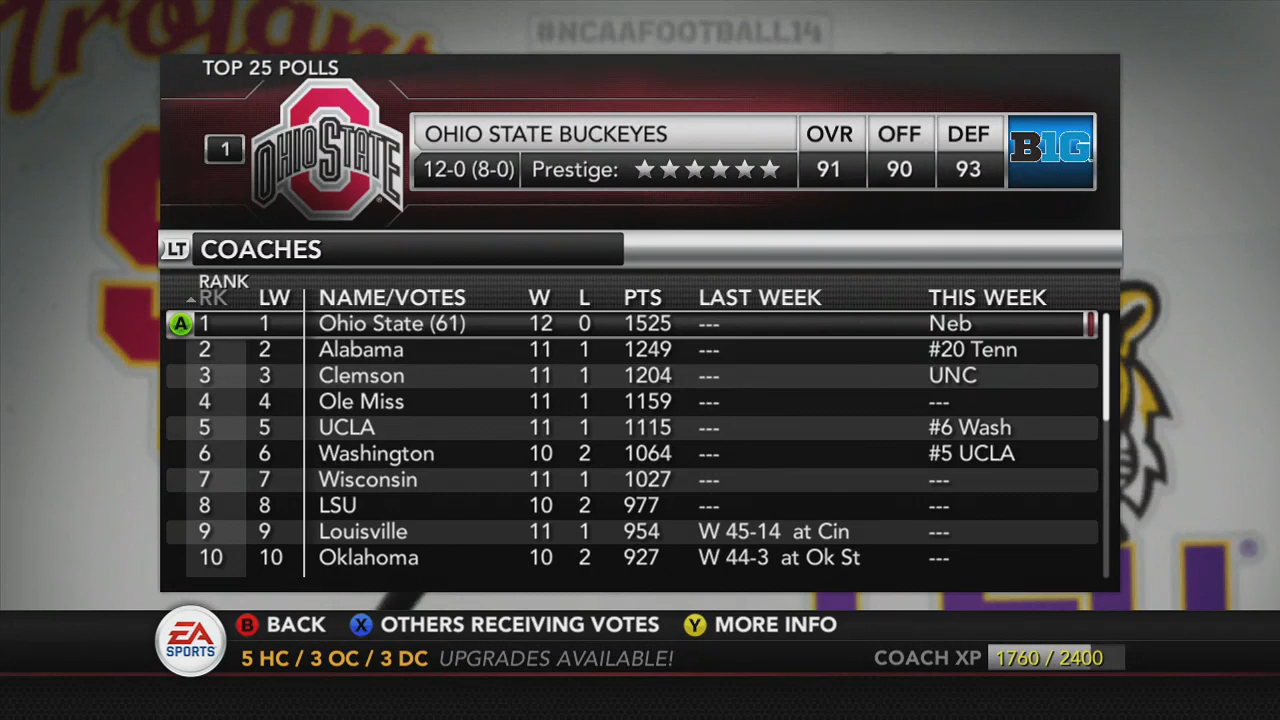 Trojans
#NCAAFOOTBALL14
TOP 25 POLLS
1
OHIO STATE
OHIO STATE BUCKEYES OVR OFF DEF
12-0 (8-0) Prestige: 91 90 93
B1G
LT COACHES
RANK
RK LW NAME/VOTES W L PTS LAST WEEK THIS WEEK
A 1 1 Ohio State (61) 12 0 1525 --- Neb
2 2 Alabama 11 1 1249 --- #20 Tenn
3 3 Clemson 11 1 1204 --- UNC
4 4 Ole Miss 11 1 1159 --- ---
5 5 UCLA 11 1 1115 --- #6 Wash
6 6 Washington 10 2 1064 --- #5 UCLA
7 7 Wisconsin 11 1 1027 --- ---
8 8 LSU 10 2 977 --- ---
9 9 Louisville 11 1 954 W 45-14 at Cin ---
10 10 Oklahoma 10 2 927 W 44-3 at Ok St ---
EA SPORTS
B BACK X OTHERS RECEIVING VOTES Y MORE INFO
5 HC / 3 OC / 3 DC UPGRADES AVAILABLE! COACH XP 1760 / 2400